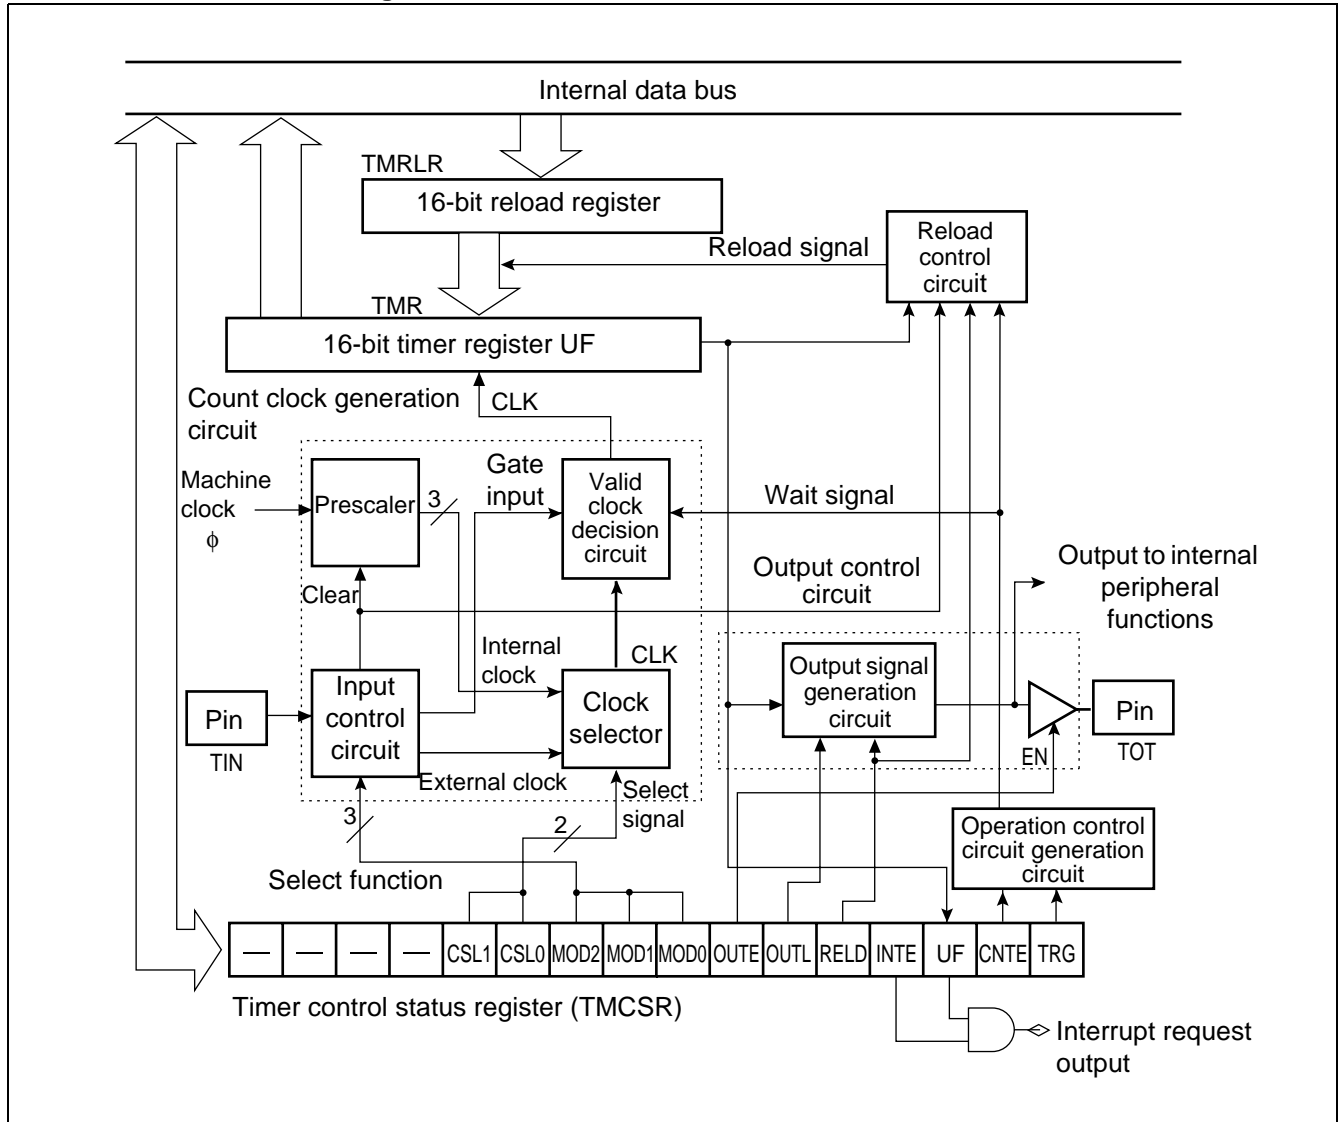 Internal data bus
TMRLR
16-bit reload register
Reload signal
Reload
control
circuit
TMR
16-bit timer register UF
Count clock generation
circuit
CLK
Machine
clock
ϕ
Prescaler
3
Gate
input
Valid
clock
decision
circuit
Wait signal
Clear
Output control
circuit
Output to internal
peripheral
functions
Internal
clock
CLK
Pin
TIN
Input
control
circuit
Clock
selector
External clock
Output signal
generation
circuit
EN
Pin
TOT
Select
signal
3
2
Select function
Operation control
circuit generation
circuit
— — — — CSL1 CSL0 MOD2 MOD1 MOD0 OUTE OUTL RELD INTE UF CNTE TRG
Timer control status register (TMCSR)
Interrupt request
output